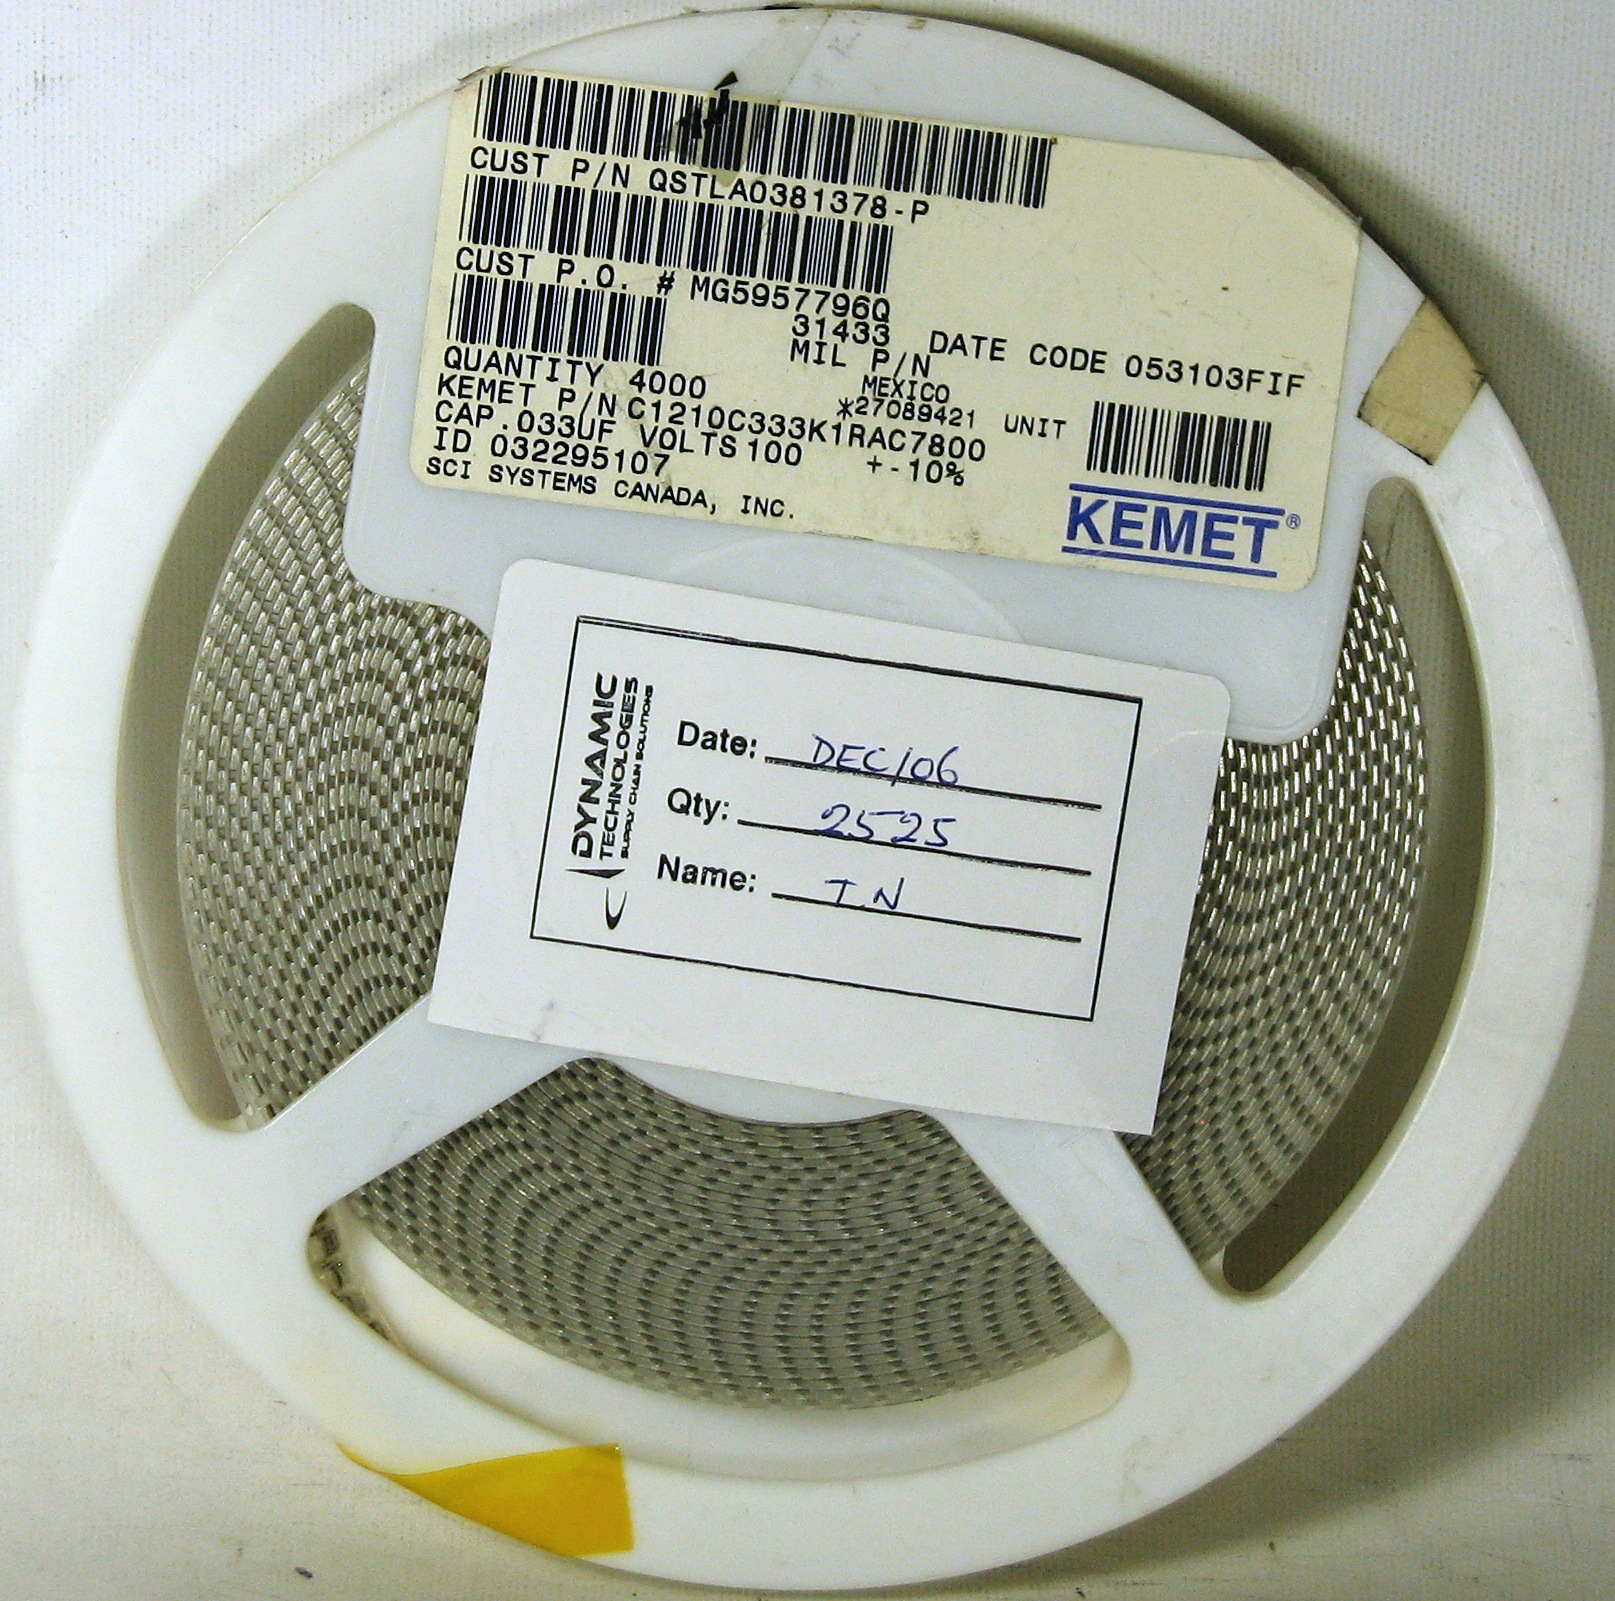 CUST P/N QSTLA0381378-P
CUST P.O. # MG5957796Q
31433
MIL P/N
DATE CODE 053103FIF
QUANTITY 4000
MEXICO
*27089421
UNIT
KEMET P/N C1210C333K1RAC7800
CAP .033UF VOLTS 100 +-10%
ID 032295107
SCI SYSTEMS CANADA, INC.
KEMET®
DYNAMIC
TECHNOLOGIES
SUPPLY CHAIN SOLUTIONS
Date: DEC/06
Qty: 2525
Name: TN